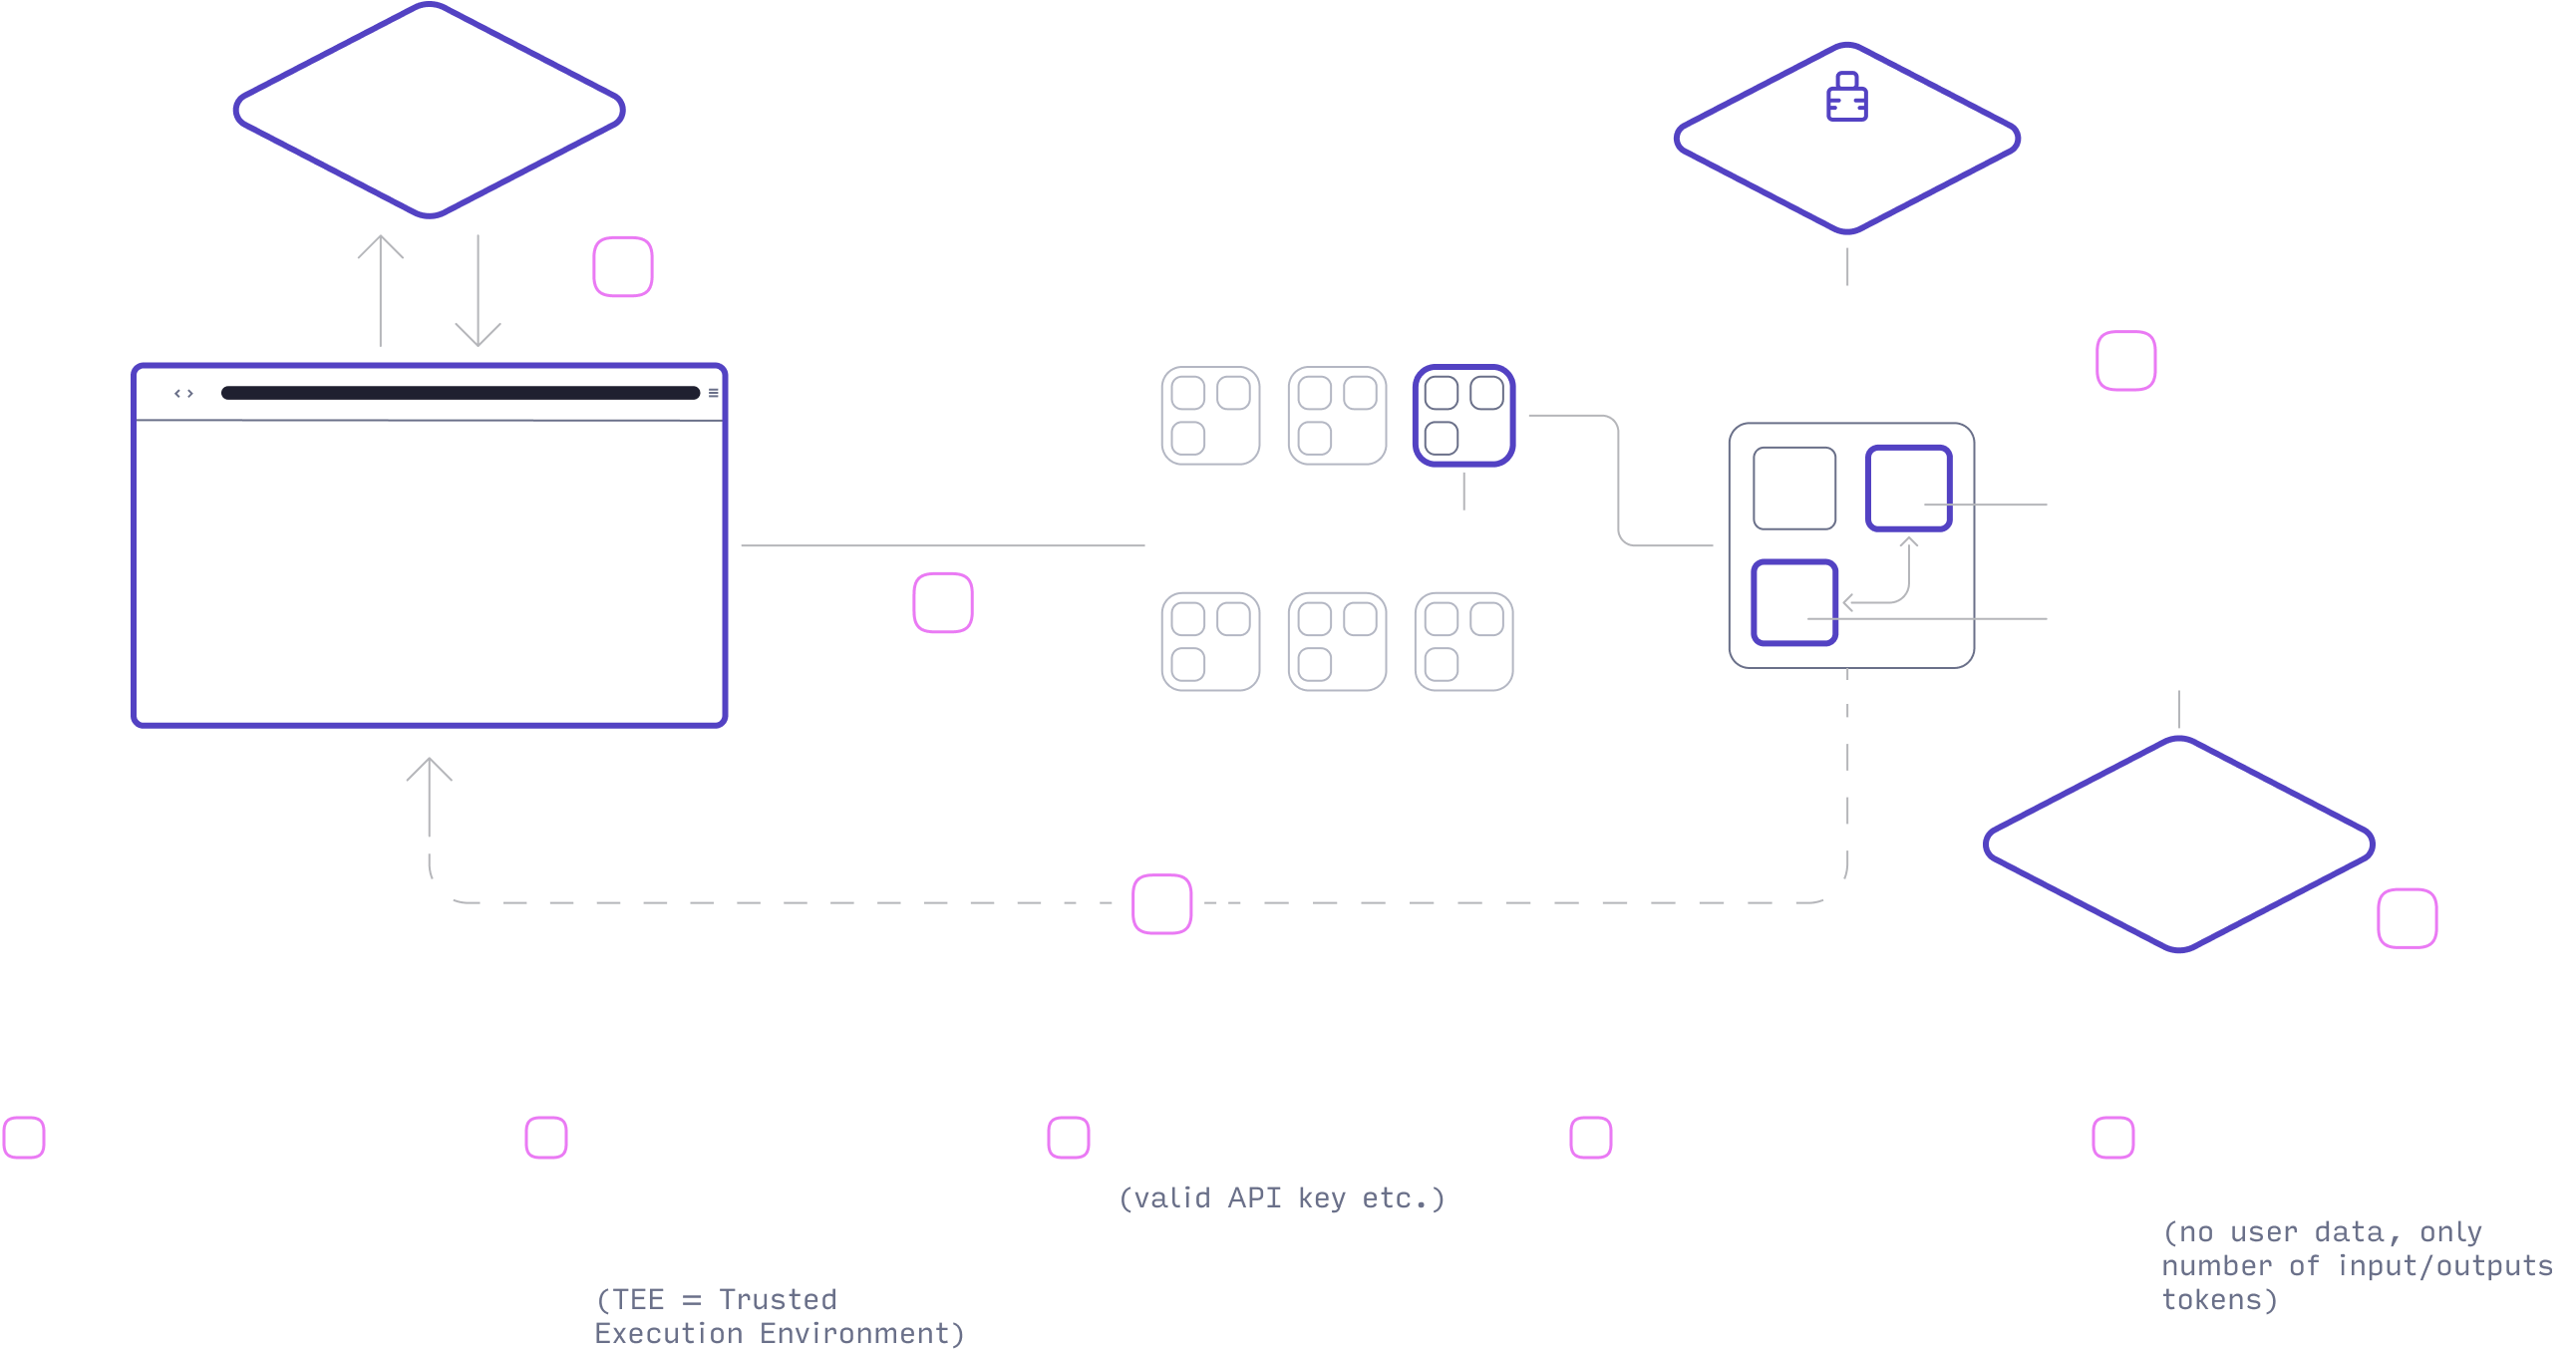 (valid API key etc.)
(no user data, only
number of input/outputs
tokens)
(TEE = Trusted
Execution Environment)